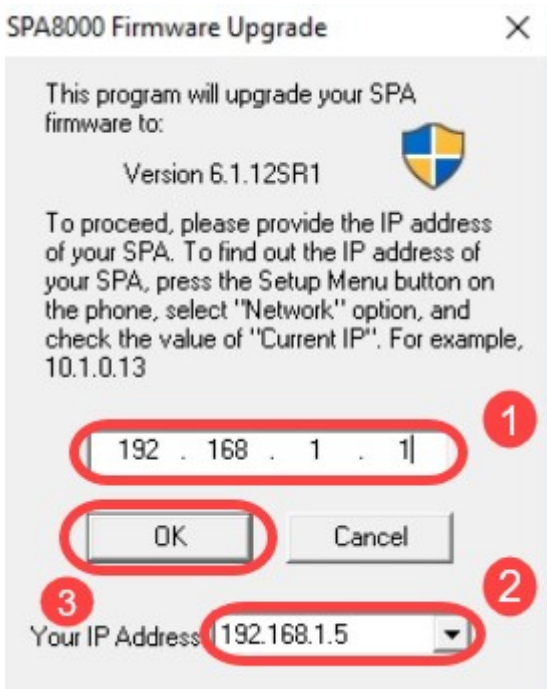 SPA8000 Firmware Upgrade
This program will upgrade your SPA
firmware to:
Version 6.1.12SR1
To proceed, please provide the IP address
of your SPA. To find out the IP address of
your SPA, press the Setup Menu button on
the phone, select "Network" option, and
check the value of "Current IP". For example,
10.1.0.13
1
192 . 168 . 1 . 1
OK Cancel
3
2
Your IP Address 192.168.1.5